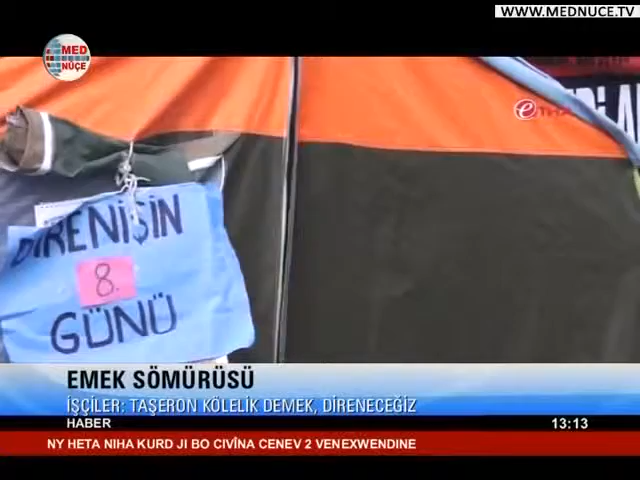 WWW.MEDNUCE.TV
MED
NÛÇE
eTHA
DİRENİŞİN
8.
GÜNÜ
EMEK SÖMÜRÜSÜ
İŞÇİLER: TAŞERON KÖLELİK DEMEK, DİRENECEĞİZ
HABER
13:13
NY HETA NIHA KURD JI BO CIVÎNA CENEV 2 VENEXWENDINE